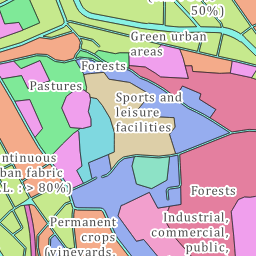 50%)
Green urban
areas
Forests
Pastures
Sports and
leisure
facilities
ntinuous
ban fabric
L. : > 80%)
Forests
Permanent
crops
(vineyards,
Industrial,
commercial,
public,